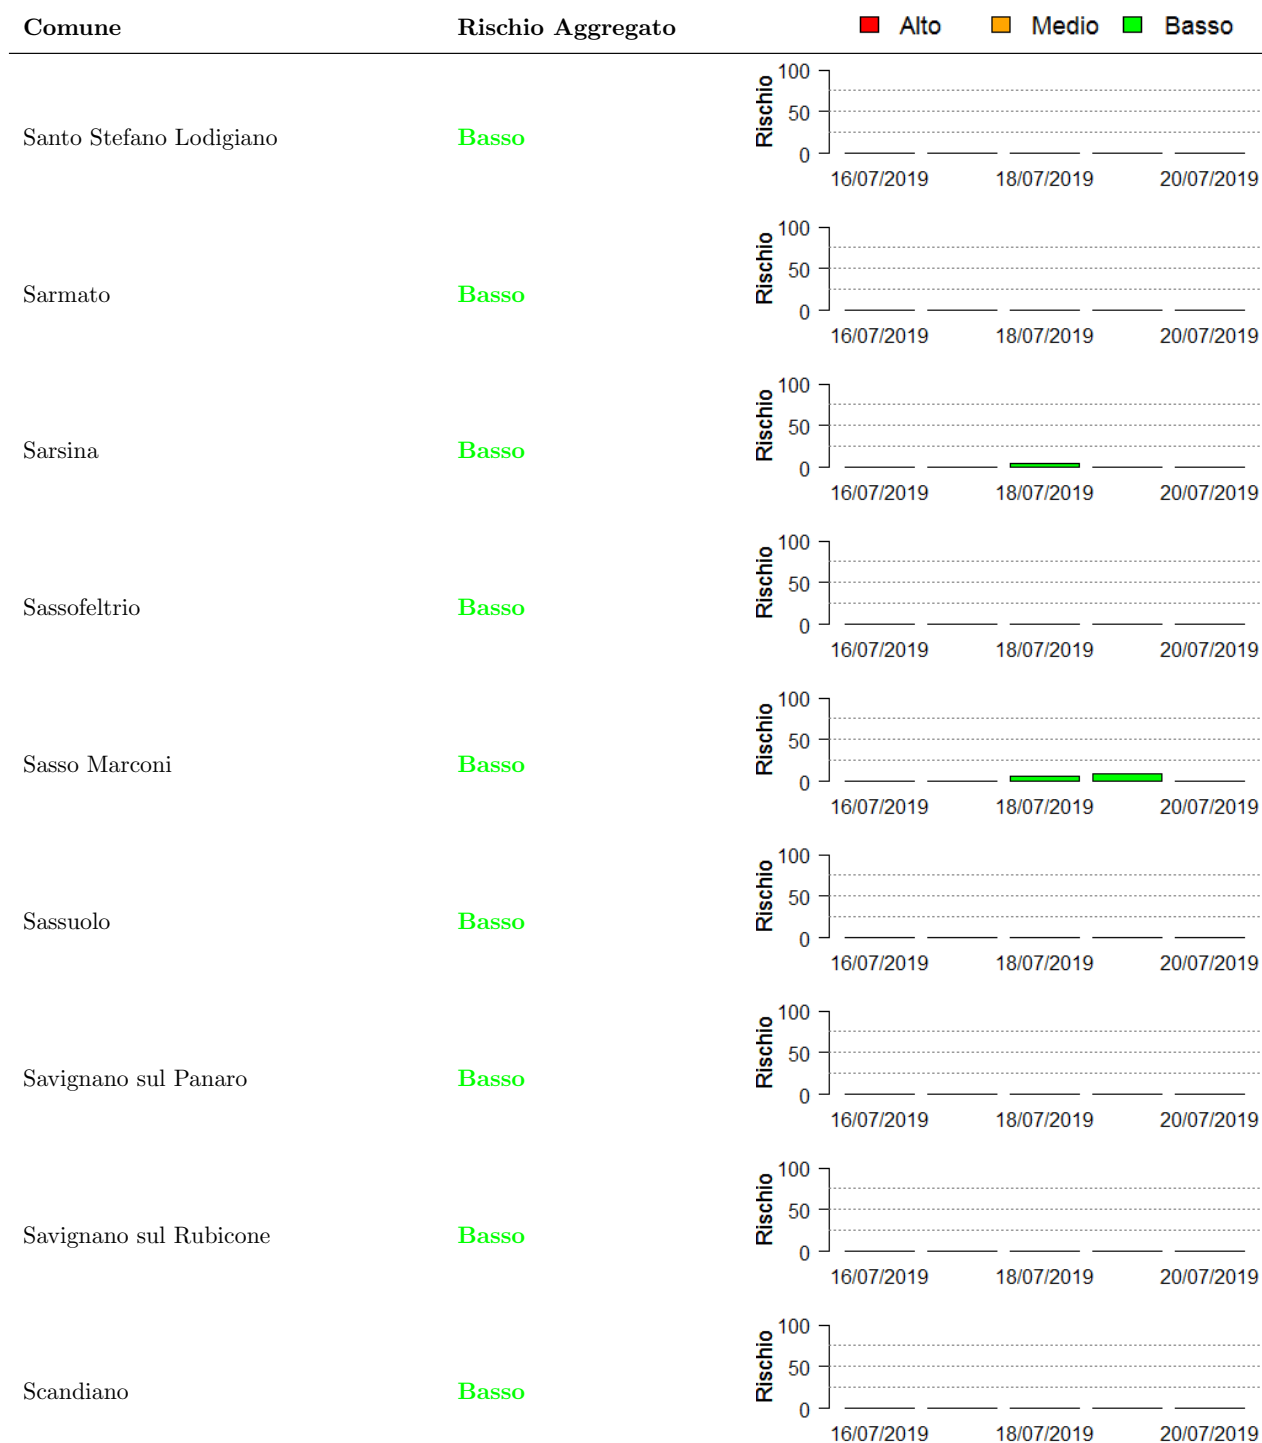 Comune Rischio Aggregato Alto Medio Basso
100
50
0
Rischio
Santo Stefano Lodigiano Basso
16/07/2019 18/07/2019 20/07/2019
100
50
0
Rischio
Sarmato Basso
16/07/2019 18/07/2019 20/07/2019
100
50
0
Rischio
Sarsina Basso
16/07/2019 18/07/2019 20/07/2019
100
50
0
Rischio
Sassofeltrio Basso
16/07/2019 18/07/2019 20/07/2019
100
50
0
Rischio
Sasso Marconi Basso
16/07/2019 18/07/2019 20/07/2019
100
50
0
Rischio
Sassuolo Basso
16/07/2019 18/07/2019 20/07/2019
100
50
0
Rischio
Savignano sul Panaro Basso
16/07/2019 18/07/2019 20/07/2019
100
50
0
Rischio
Savignano sul Rubicone Basso
16/07/2019 18/07/2019 20/07/2019
100
50
0
Rischio
Scandiano Basso
16/07/2019 18/07/2019 20/07/2019